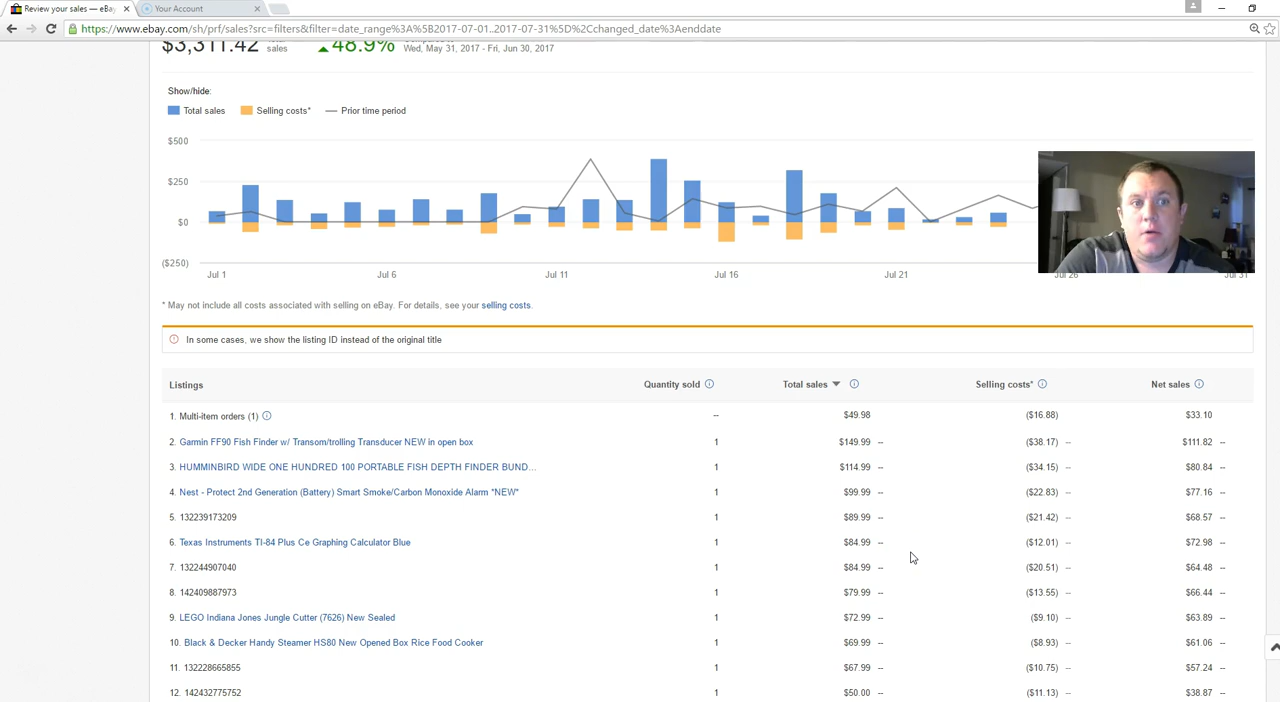 Review your sales — eBay
Your Account
https://www.ebay.com/sh/prf/sales?src=filters&filter=date_range%3A%5B2017-07-01..2017-07-31%5D%2Cchanged_date%3Aenddate
$3,311.42 sales 48.9%
Wed, May 31, 2017 - Fri, Jun 30, 2017
Show/hide:
Total sales Selling costs* Prior time period
$500
$250
$0
($250)
Jul 1 Jul 6 Jul 11 Jul 16 Jul 21 Jul 26 Jul 31
* May not include all costs associated with selling on eBay. For details, see your selling costs.
In some cases, we show the listing ID instead of the original title
Listings Quantity sold Total sales Selling costs* Net sales
1. Multi-item orders (1) -- $49.98 ($16.88) $33.10
2. Garmin FF90 Fish Finder w/ Transom/trolling Transducer NEW in open box 1 $149.99 -- ($38.17) -- $111.82 --
3. HUMMINBIRD WIDE ONE HUNDRED 100 PORTABLE FISH DEPTH FINDER BUND... 1 $114.99 -- ($34.15) -- $80.84 --
4. Nest - Protect 2nd Generation (Battery) Smart Smoke/Carbon Monoxide Alarm *NEW* 1 $99.99 -- ($22.83) -- $77.16 --
5. 132239173209 1 $89.99 -- ($21.42) -- $68.57 --
6. Texas Instruments TI-84 Plus Ce Graphing Calculator Blue 1 $84.99 -- ($12.01) -- $72.98 --
7. 132244907040 1 $84.99 -- ($20.51) -- $64.48 --
8. 142409887973 1 $79.99 -- ($13.55) -- $66.44 --
9. LEGO Indiana Jones Jungle Cutter (7626) New Sealed 1 $72.99 -- ($9.10) -- $63.89 --
10. Black & Decker Handy Steamer HS80 New Opened Box Rice Food Cooker 1 $69.99 -- ($8.93) -- $61.06 --
11. 132228665855 1 $67.99 -- ($10.75) -- $57.24 --
12. 142432775752 1 $50.00 -- ($11.13) -- $38.87 --